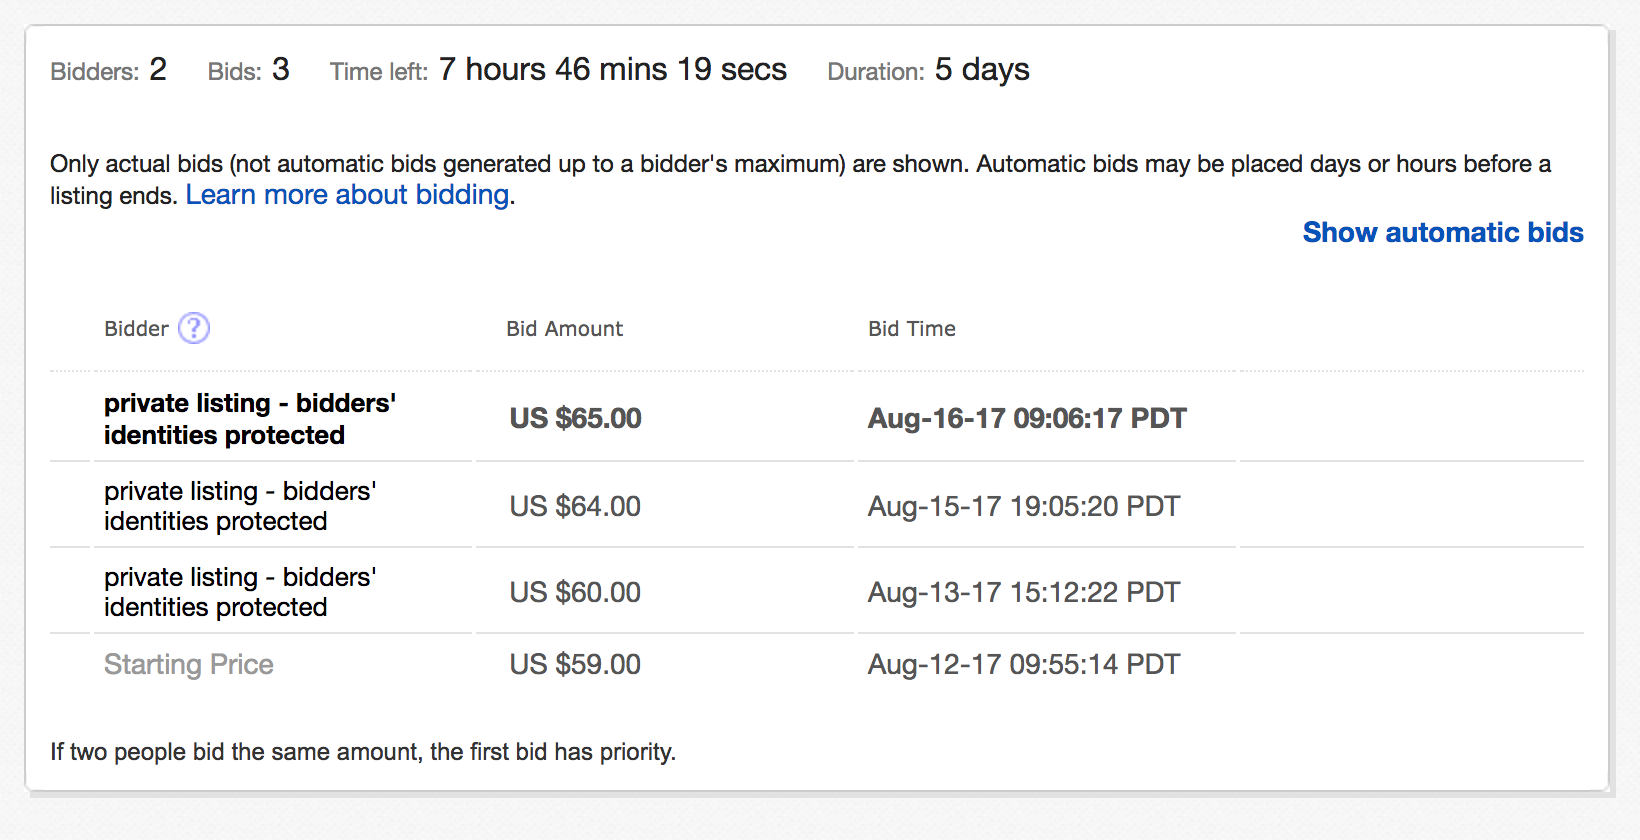 Bidders: 2 Bids: 3 Time left: 7 hours 46 mins 19 secs Duration: 5 days
Only actual bids (not automatic bids generated up to a bidder's maximum) are shown. Automatic bids may be placed days or hours before a
listing ends. Learn more about bidding.
Show automatic bids
Bidder ? Bid Amount Bid Time
private listing - bidders'
identities protected US $65.00 Aug-16-17 09:06:17 PDT
private listing - bidders'
identities protected US $64.00 Aug-15-17 19:05:20 PDT
private listing - bidders'
identities protected US $60.00 Aug-13-17 15:12:22 PDT
Starting Price US $59.00 Aug-12-17 09:55:14 PDT
If two people bid the same amount, the first bid has priority.